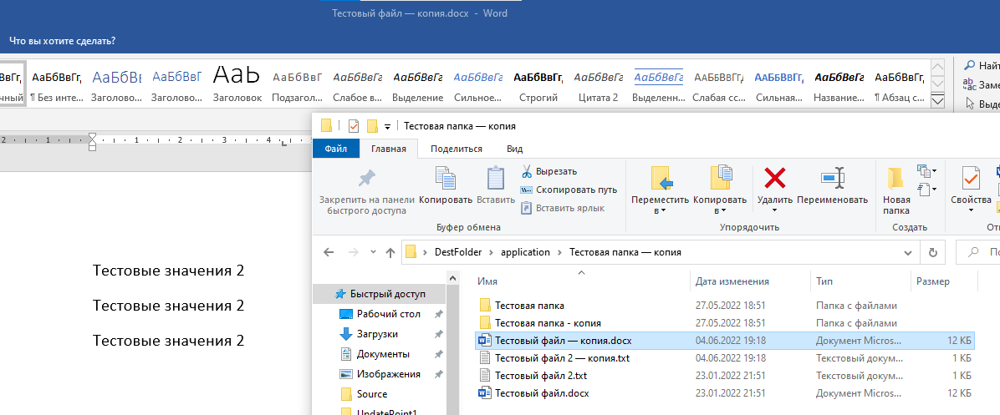 Тестовый файл — копия.docx - Word
Что вы хотите сделать?
АаБбВвГг, АаБбВвГ АаБбВвГ АаЬ АаБбВвГ АаБбВвГг АаБбВвГг АаБбВвГг АаБбВвГг, АаБбВвГг АаБбВвГг ААБбВвГг, ААБбВвГг, АаБбВвГг, АаБбВвГг,
¶ Без инте... Заголово... Заголово... Заголовок Подзагол... Слабое в... Выделение Сильное... Строгий Цитата 2 Выделенн... Слабая сс... Сильная... Название... ¶ Абзац с...
Найт
Заме
Выде
2 1 1 2 3 4
Тестовые значения 2
Тестовые значения 2
Тестовые значения 2
Тестовая папка — копия
Файл Главная Поделиться Вид
Закрепить на панели быстрого доступа
Копировать
Вставить
Вырезать
Скопировать путь
Вставить ярлык
Буфер обмена
Переместить в
Копировать в
Удалить
Переименовать
Упорядочить
Новая папка
Создать
Свойства
От
DestFolder application Тестовая папка — копия
Быстрый доступ
Рабочий стол
Загрузки
Документы
Изображения
Source
UpdatePoint1
Имя Дата изменения Тип Размер
Тестовая папка 27.05.2022 18:51 Папка с файлами
Тестовая папка - копия 27.05.2022 18:51 Папка с файлами
Тестовый файл — копия.docx 04.06.2022 19:18 Документ Micros... 12 КБ
Тестовый файл 2 — копия.txt 04.06.2022 19:18 Текстовый докум... 1 КБ
Тестовый файл 2.txt 23.01.2022 21:51 Текстовый докум... 1 КБ
Тестовый файл.docx 23.01.2022 21:51 Документ Micros... 12 КБ